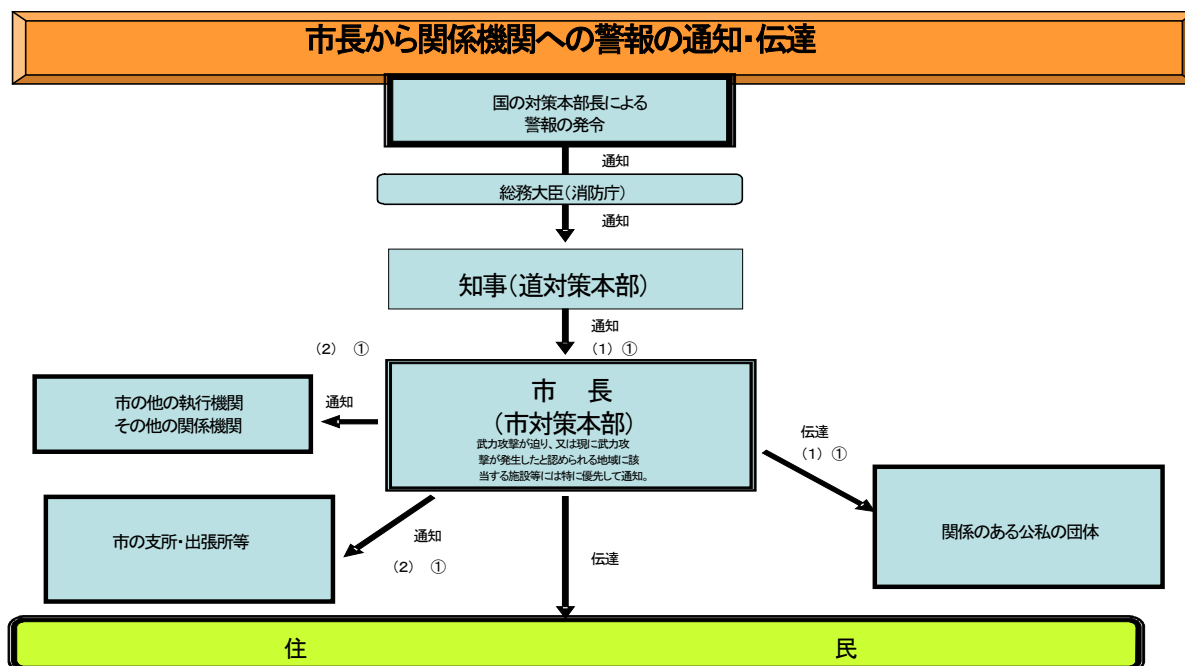 市長から関係機関への警報の通知・伝達
国の対策本部長による
警報の発令
通知
総務大臣(消防庁)
通知
知事(道対策本部)
通知
(2) ①
(1) ①
市 長
(市対策本部)
武力攻撃が迫り、又は現に武力攻
撃が発生したと認められる地域に該
当する施設等には特に優先して通知。
市の他の執行機関
その他の関係機関
通知
伝達
(1) ①
市の支所・出張所等
通知
(2) ①
伝達
関係のある公私の団体
住 民